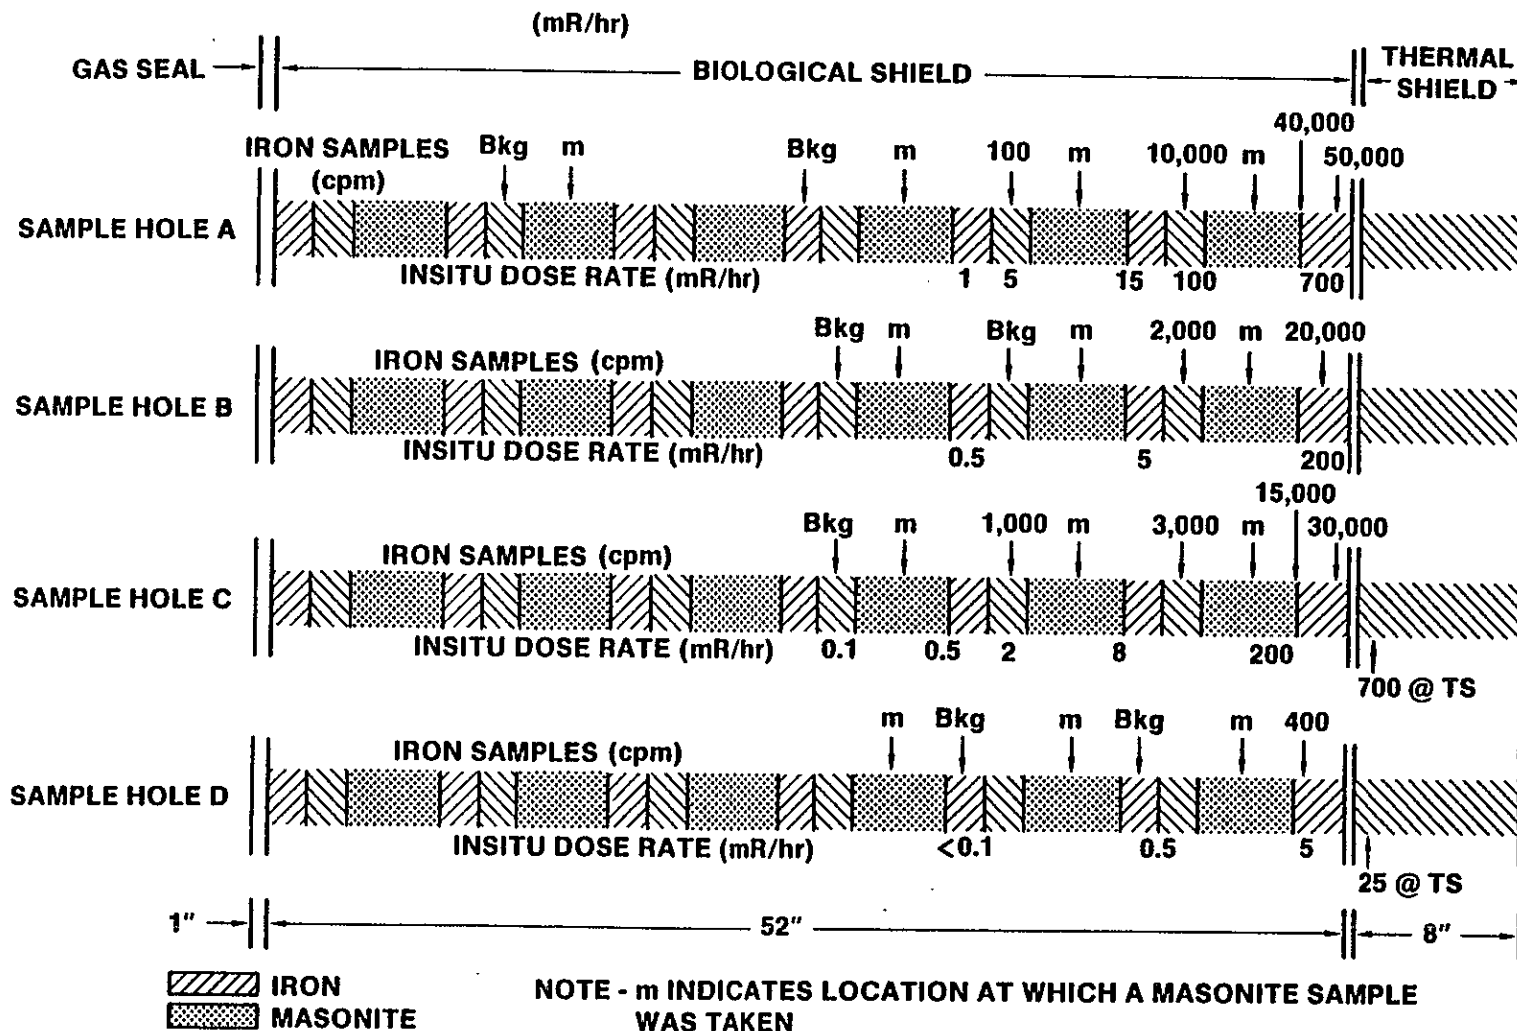 (mR/hr)
GAS SEAL
BIOLOGICAL SHIELD
THERMAL
SHIELD
40,000
IRON SAMPLES
(cpm)
Bkg m Bkg m 100 m 10,000 m 50,000
SAMPLE HOLE A
INSITU DOSE RATE (mR/hr) 1 5 15 100 700
Bkg m Bkg m 2,000 m 20,000
IRON SAMPLES (cpm)
SAMPLE HOLE B
INSITU DOSE RATE (mR/hr) 0.5 5 200
15,000
Bkg m 1,000 m 3,000 m 30,000
IRON SAMPLES (cpm)
SAMPLE HOLE C
INSITU DOSE RATE (mR/hr) 0.1 0.5 2 8 200
700 @ TS
m Bkg m Bkg m 400
IRON SAMPLES (cpm)
SAMPLE HOLE D
INSITU DOSE RATE (mR/hr) <0.1 0.5 5
25 @ TS
1" 52" 8"
IRON
MASONITE
NOTE - m INDICATES LOCATION AT WHICH A MASONITE SAMPLE
WAS TAKEN